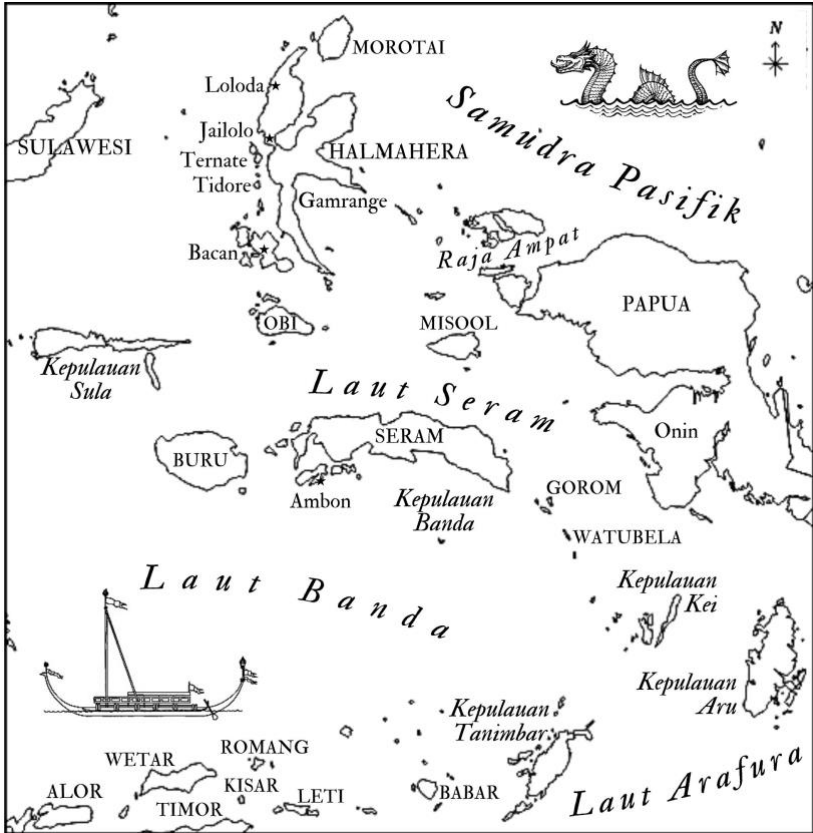 MOROTAI
N
Loloda
Samudra Pasifik
Jailolo
SULAWESI
Ternate
HALMAHERA
Tidore
Gamrange
Bacan
Raja Ampat
PAPUA
OBI
MISOOL
Kepulauan
Sula
Laut Seram
SERAM
Onin
BURU
Ambon
Kepulauan
Banda
GOROM
WATUBELA
Laut Banda
Kepulauan
Kei
Kepulauan
Aru
Kepulauan
Tanimbar
ROMANG
WETAR
KISAR
ALOR
LETI
BABAR
TIMOR
Laut Arafura